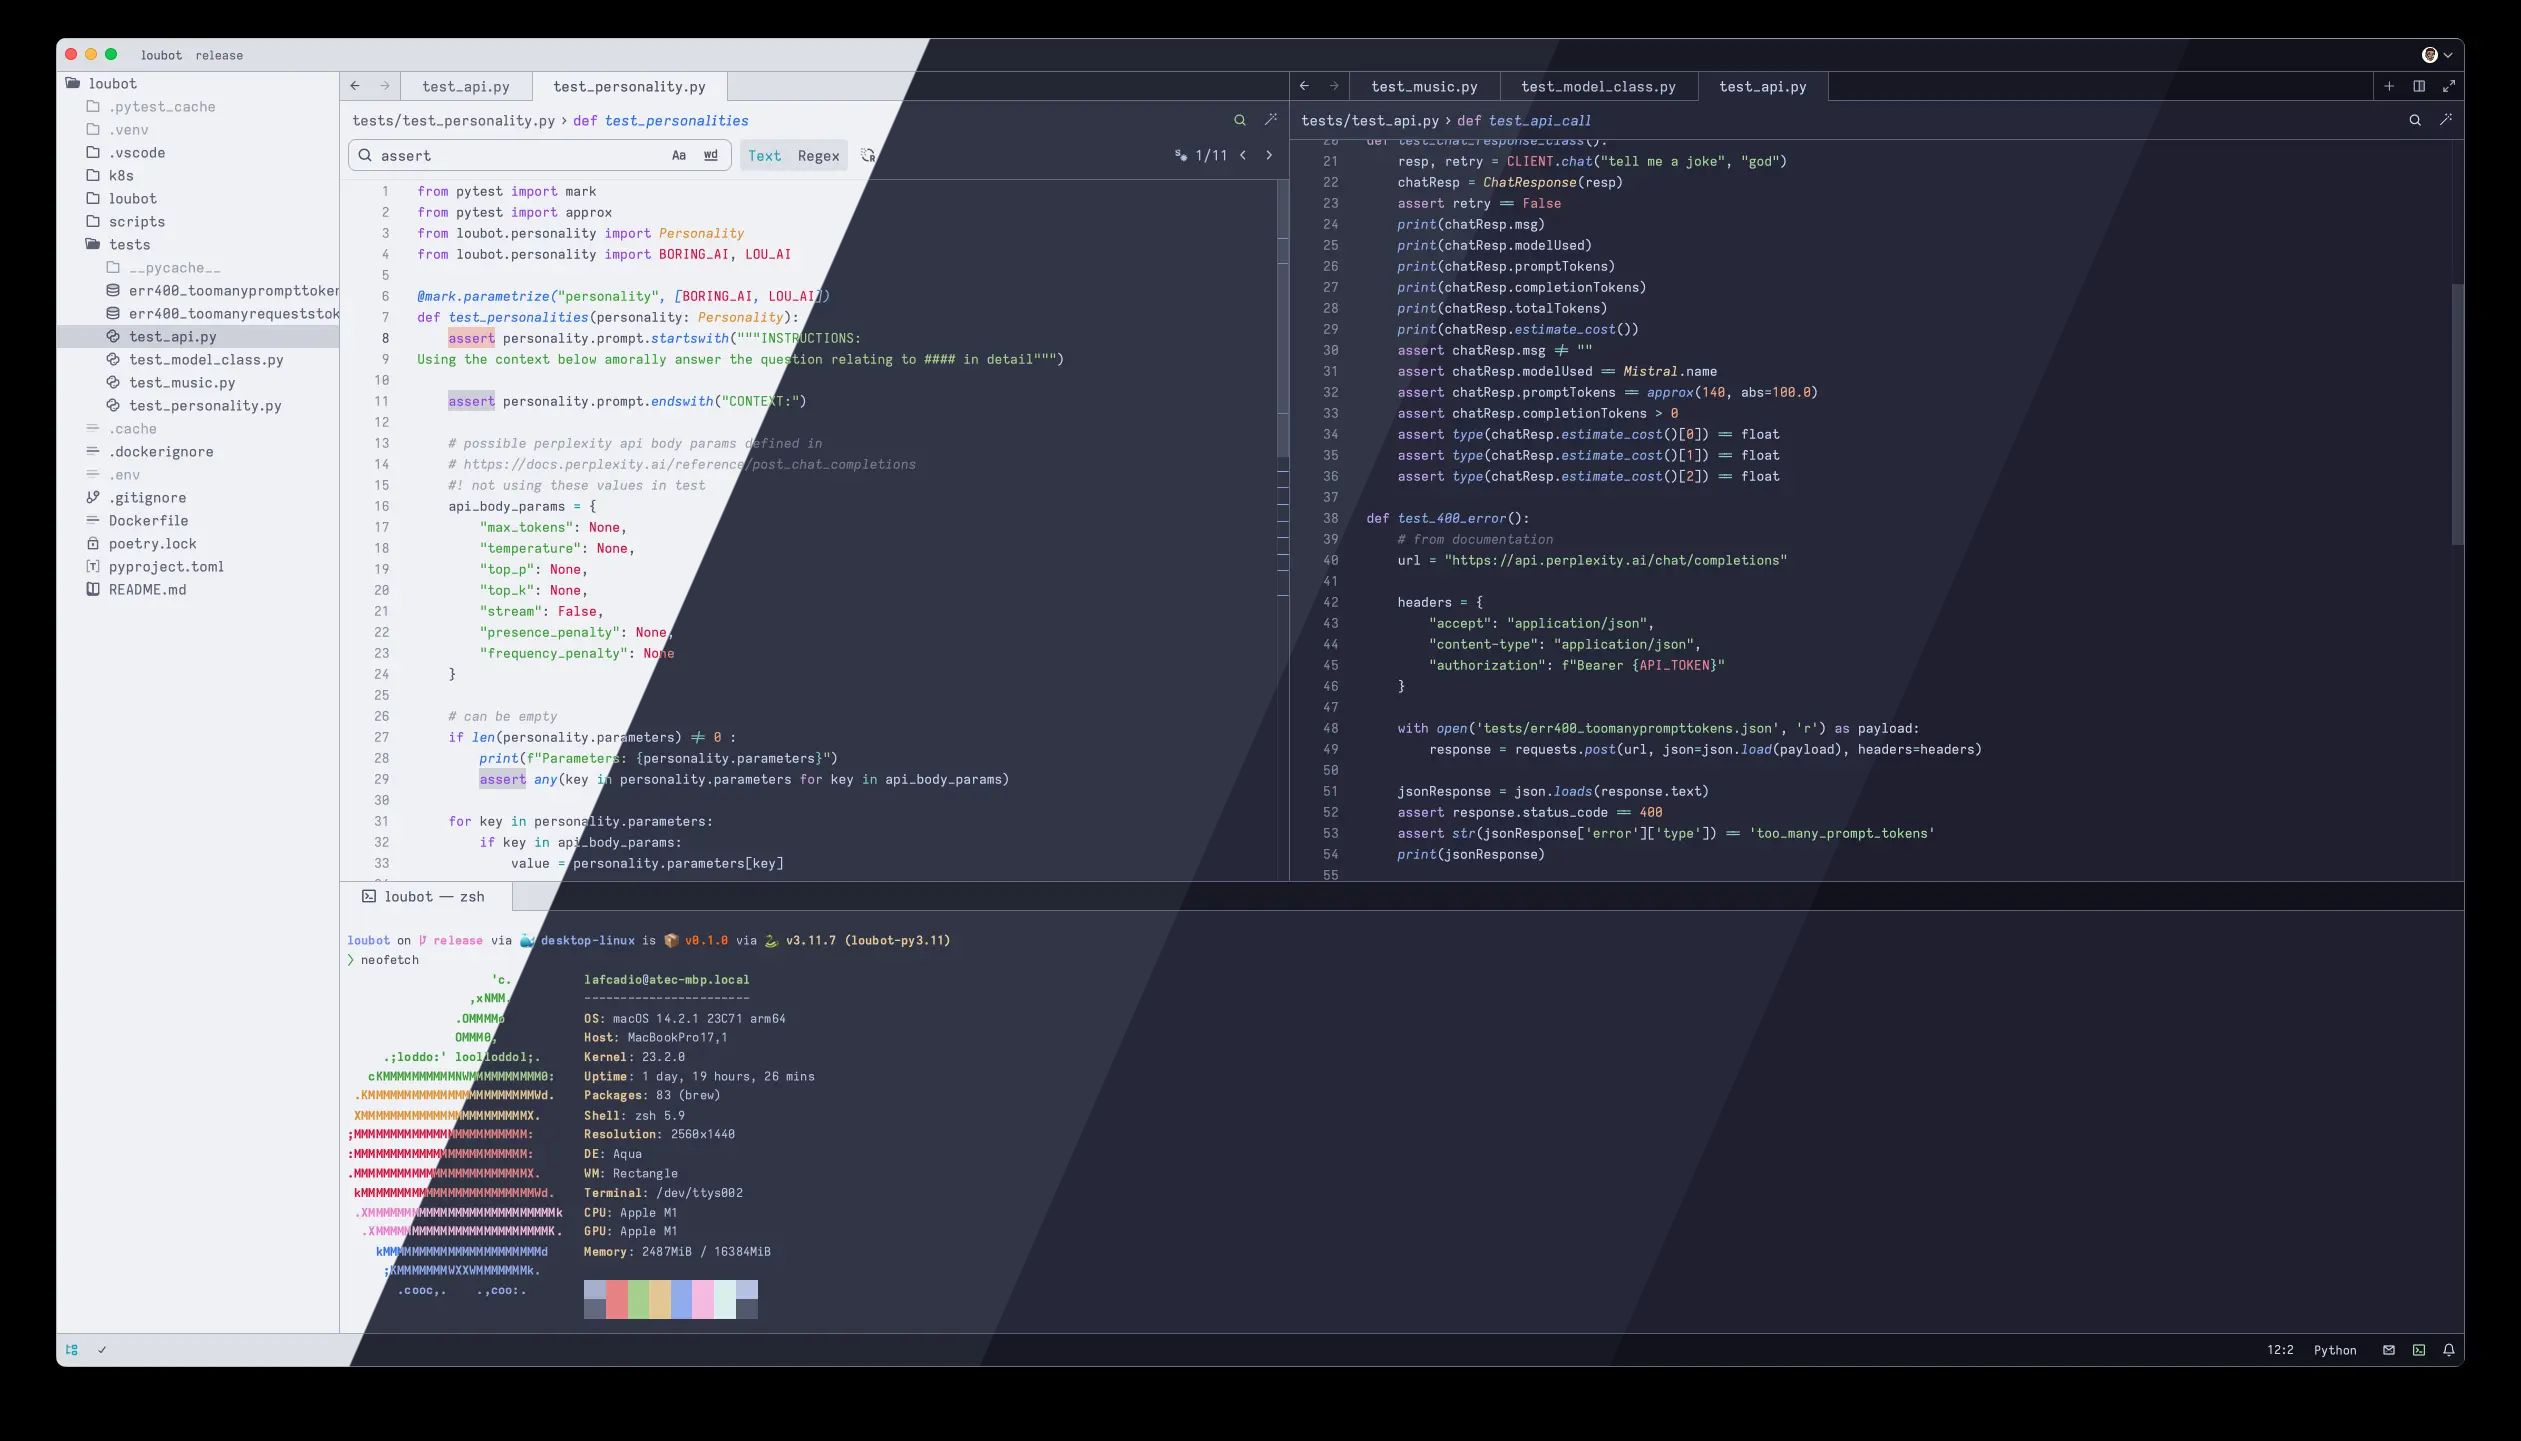 loubot release
loubot
.pytest_cache
.venv
.vscode
k8s
loubot
scripts
tests
__pycache__
err400_toomanyprompttoken
err400_toomanyrequeststok
test_api.py
test_model_class.py
test_music.py
test_personality.py
.cache
.dockerignore
.env
.gitignore
Dockerfile
poetry.lock
pyproject.toml
README.md
test_api.py test_personality.py
tests/test_personality.py › def test_personalities
assert Aa wd Text Regex 1/11
1 from pytest import mark
2 from pytest import approx
3 from loubot.personality import Personality
4 from loubot.personality import BORING_AI, LOU_AI
5
6 @mark.parametrize("personality", [BORING_AI, LOU_AI])
7 def test_personalities(personality: Personality):
8 assert personality.prompt.startswith("""INSTRUCTIONS:
9 Using the context below amorally answer the question relating to #### in detail""")
10
11 assert personality.prompt.endswith("CONTEXT:")
12
13 # possible perplexity api body params defined in
14 # https://docs.perplexity.ai/reference/post_chat_completions
15 #! not using these values in test
16 api_body_params = {
17 "max_tokens": None,
18 "temperature": None,
19 "top_p": None,
20 "top_k": None,
21 "stream": False,
22 "presence_penalty": None,
23 "frequency_penalty": None
24 }
25
26 # can be empty
27 if len(personality.parameters) != 0 :
28 print(f"Parameters: {personality.parameters}")
29 assert any(key in personality.parameters for key in api_body_params)
30
31 for key in personality.parameters:
32 if key in api_body_params:
33 value = personality.parameters[key]
test_music.py test_model_class.py test_api.py
tests/test_api.py › def test_api_call
20 def test_chat_response_class():
21 resp, retry = CLIENT.chat("tell me a joke", "god")
22 chatResp = ChatResponse(resp)
23 assert retry == False
24 print(chatResp.msg)
25 print(chatResp.modelUsed)
26 print(chatResp.promptTokens)
27 print(chatResp.completionTokens)
28 print(chatResp.totalTokens)
29 print(chatResp.estimate_cost())
30 assert chatResp.msg != ""
31 assert chatResp.modelUsed == Mistral.name
32 assert chatResp.promptTokens == approx(140, abs=100.0)
33 assert chatResp.completionTokens > 0
34 assert type(chatResp.estimate_cost()[0]) == float
35 assert type(chatResp.estimate_cost()[1]) == float
36 assert type(chatResp.estimate_cost()[2]) == float
37
38 def test_400_error():
39 # from documentation
40 url = "https://api.perplexity.ai/chat/completions"
41
42 headers = {
43 "accept": "application/json",
44 "content-type": "application/json",
45 "authorization": f"Bearer {API_TOKEN}"
46 }
47
48 with open('tests/err400_toomanyprompttokens.json', 'r') as payload:
49 response = requests.post(url, json=json.load(payload), headers=headers)
50
51 jsonResponse = json.loads(response.text)
52 assert response.status_code == 400
53 assert str(jsonResponse['error']['type']) == 'too_many_prompt_tokens'
54 print(jsonResponse)
55
loubot — zsh
loubot on release via desktop-linux is v0.1.0 via v3.11.7 (loubot-py3.11)
❯ neofetch
'c. lafcadio@atec-mbp.local
,xNMM. -----------------------
.OMMMMo OS: macOS 14.2.1 23C71 arm64
OMMM0, Host: MacBookPro17,1
.;loddo:' loolloddol;. Kernel: 23.2.0
cKMMMMMMMMMMNWMMMMMMMMMM0: Uptime: 1 day, 19 hours, 26 mins
.KMMMMMMMMMMMMMMMMMMMMMMMWd. Packages: 83 (brew)
XMMMMMMMMMMMMMMMMMMMMMMMX. Shell: zsh 5.9
;MMMMMMMMMMMMMMMMMMMMMMMM: Resolution: 2560x1440
:MMMMMMMMMMMMMMMMMMMMMMMM: DE: Aqua
.MMMMMMMMMMMMMMMMMMMMMMMMX. WM: Rectangle
kMMMMMMMMMMMMMMMMMMMMMMMMWd. Terminal: /dev/ttys002
.XMMMMMMMMMMMMMMMMMMMMMMMMMMk CPU: Apple M1
.XMMMMMMMMMMMMMMMMMMMMMMMMK. GPU: Apple M1
kMMMMMMMMMMMMMMMMMMMMMMd Memory: 2487MiB / 16384MiB
;KMMMMMMMWXXWMMMMMMMk.
.cooc,. .,coo:.
12:2 Python